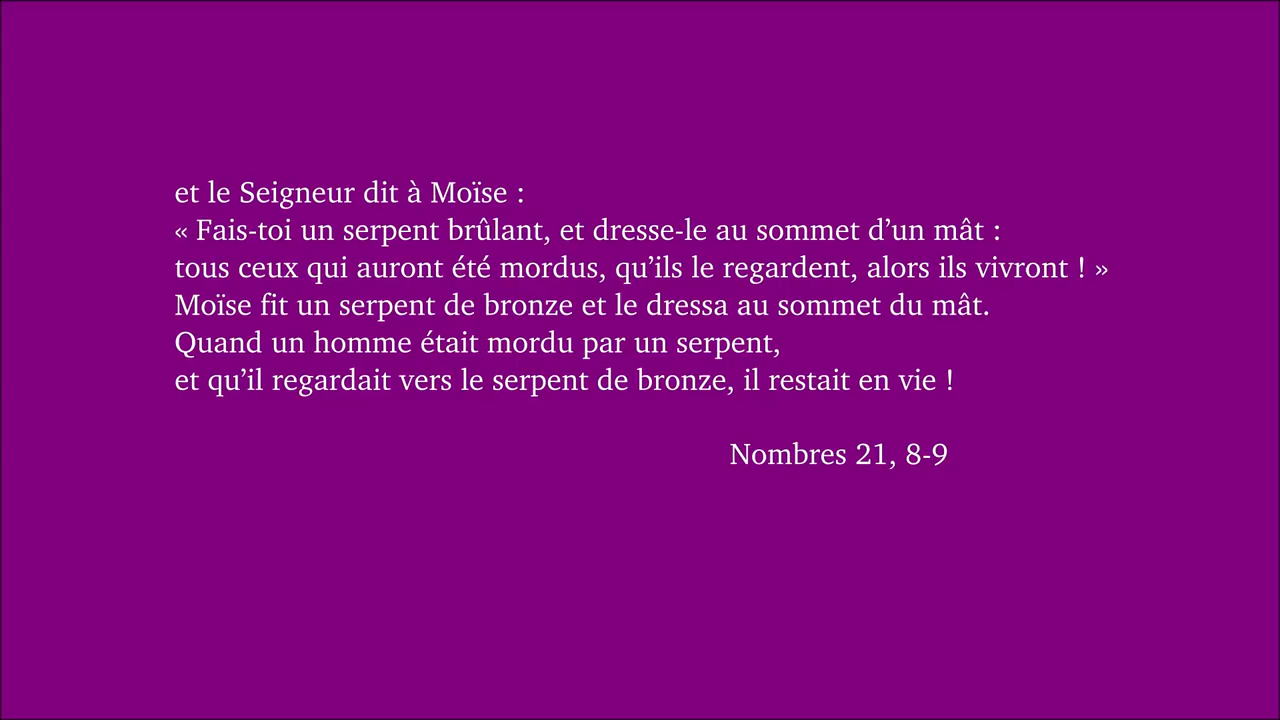 et le Seigneur dit à Moïse :
« Fais-toi un serpent brûlant, et dresse-le au sommet d’un mât :
tous ceux qui auront été mordus, qu’ils le regardent, alors ils vivront ! »
Moïse fit un serpent de bronze et le dressa au sommet du mât.
Quand un homme était mordu par un serpent,
et qu’il regardait vers le serpent de bronze, il restait en vie !
Nombres 21, 8-9